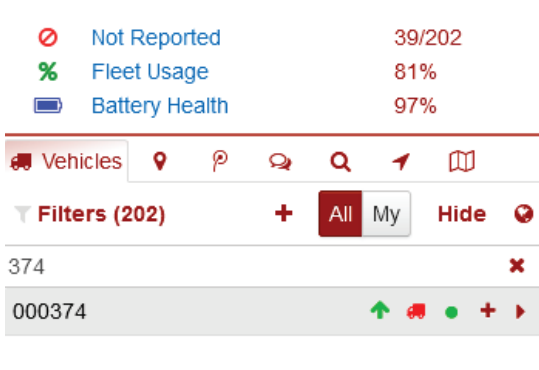 Not Reported 39/202
Fleet Usage 81%
Battery Health 97%
Vehicles
Filters (202) All My Hide
374
000374